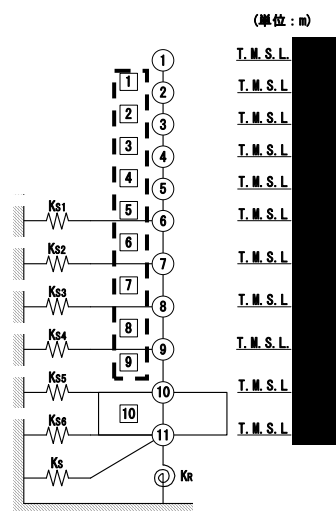 (単位 : m)
① T. M. S. L.
1
② T. M. S. L
2
③ T. M. S. L
3
④ T. M. S. L
4
⑤ T. M. S. L
5
Ks1 ⑥ T. M. S. L
6
Ks2 ⑦ T. M. S. L
7
Ks3 ⑧ T. M. S. L
8
Ks4 ⑨ T. M. S. L.
9
Ks5 ⑩ T. M. S. L
10
Ks6 ⑪ T. M. S. L
Ks KR